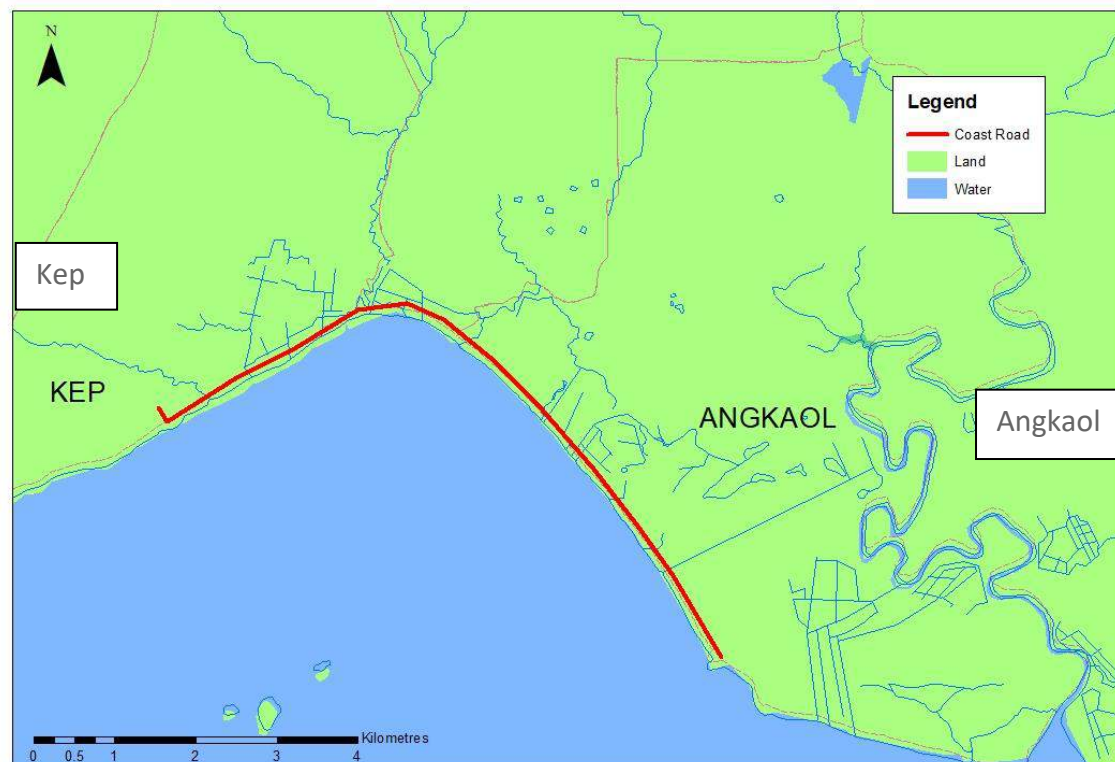 N
Legend
Coast Road
Land
Water
Kep
KEP
ANGKAOL
Angkaol
Kilometres
0 0.5 1 2 3 4